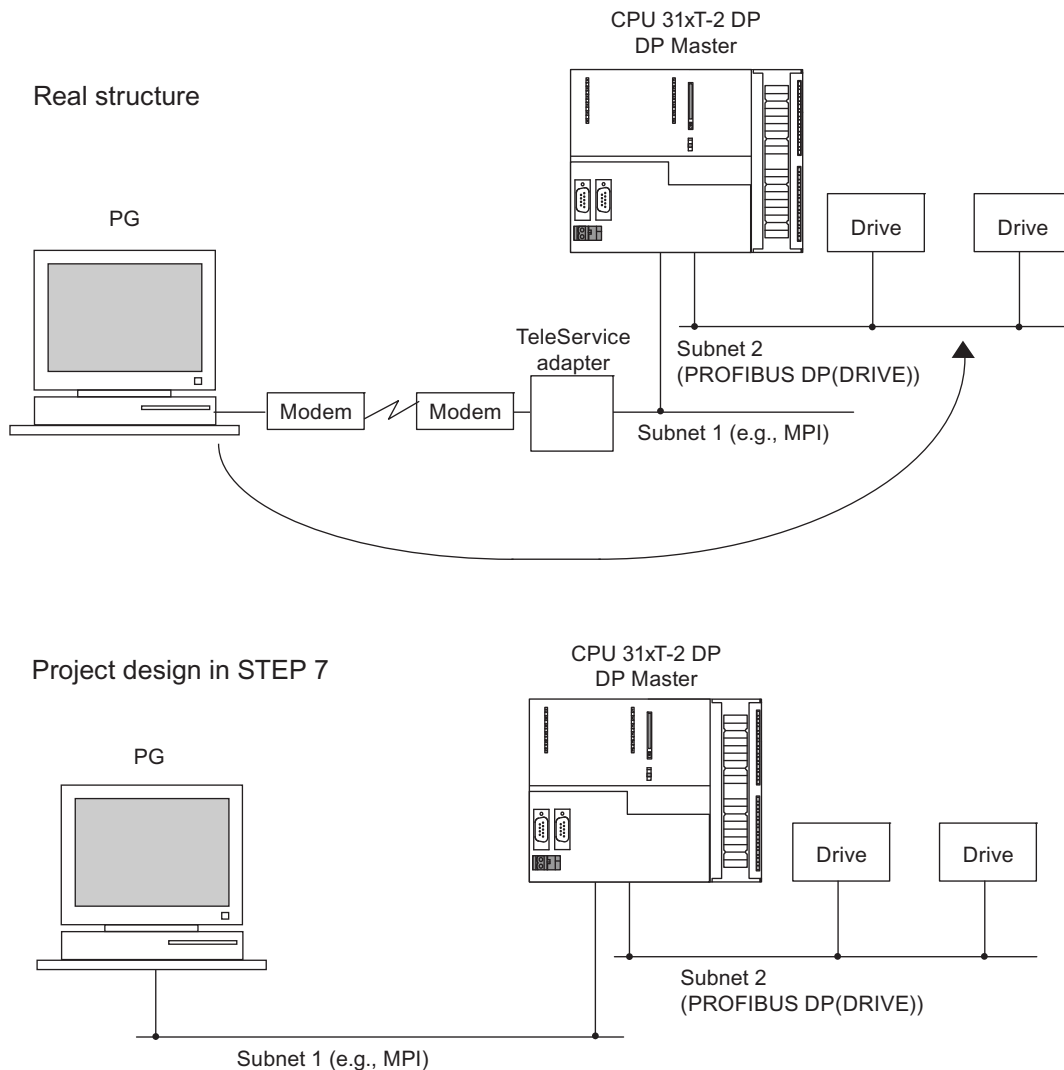 CPU 31xT-2 DP
DP Master
Real structure
PG
Drive
Drive
TeleService
adapter
Subnet 2
(PROFIBUS DP(DRIVE))
Modem
Modem
Subnet 1 (e.g., MPI)
Project design in STEP 7
CPU 31xT-2 DP
DP Master
PG
Drive
Drive
Subnet 2
(PROFIBUS DP(DRIVE))
Subnet 1 (e.g., MPI)